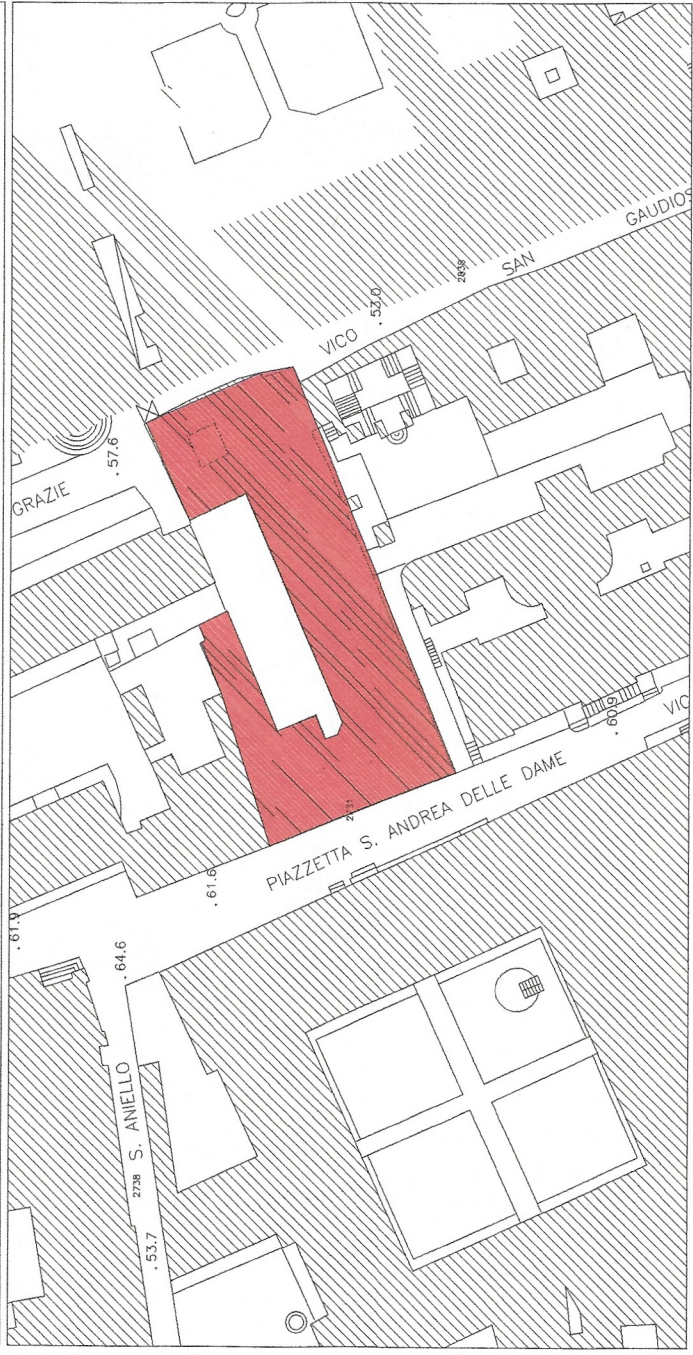 GAUDIOS
SAN
2838
.53.0
VICO
.57.6
GRAZIE
.60.9
VIC
PIAZZETTA S. ANDREA DELLE DAME
.61.6
.61.9
.64.6
S. ANIELLO
2738
.53.7